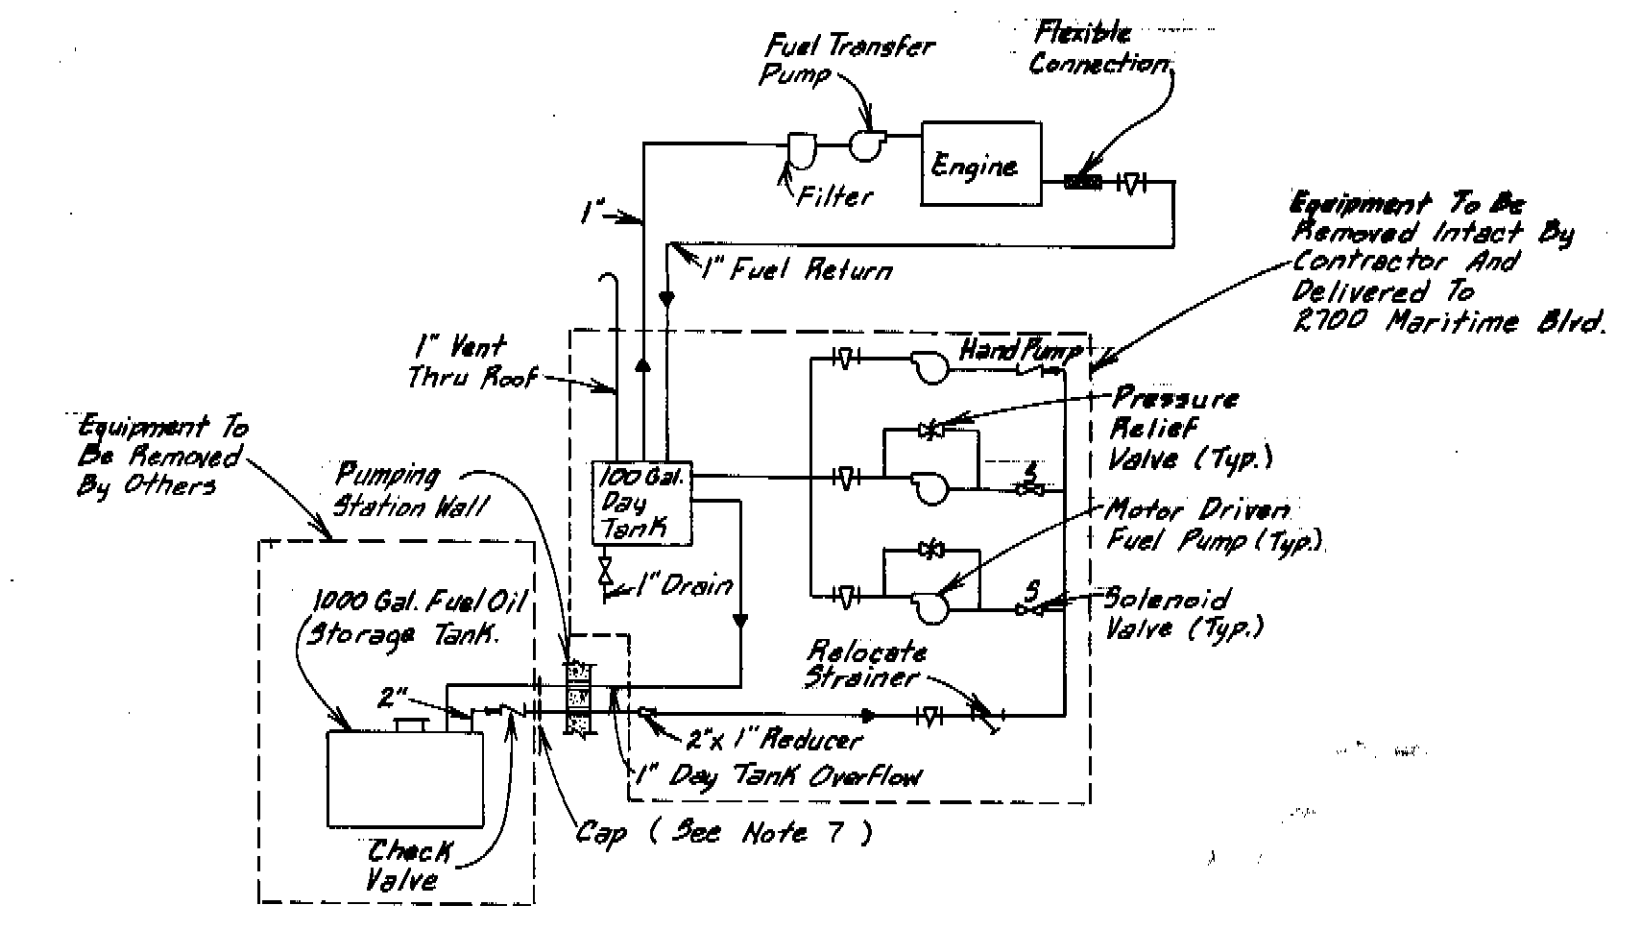 Flexible
Connection
Fuel Transfer
Pump
Engine
Filter
1"
1" Fuel Return
Equipment To Be
Removed Intact By
Contractor And
Delivered To
2700 Maritime Blvd.
1" Vent
Thru Roof
Hand Pump
Pressure
Relief
Valve (Typ.)
Equipment To
Be Removed
By Others
Pumping
Station Wall
100 Gal.
Day
Tank
S
Motor Driven
Fuel Pump (Typ.)
1" Drain
S
Solenoid
Valve (Typ.)
1000 Gal. Fuel Oil
Storage Tank.
Relocate
Strainer
2"
2"x 1" Reducer
1" Day Tank Overflow
Cap ( See Note 7 )
Check
Valve